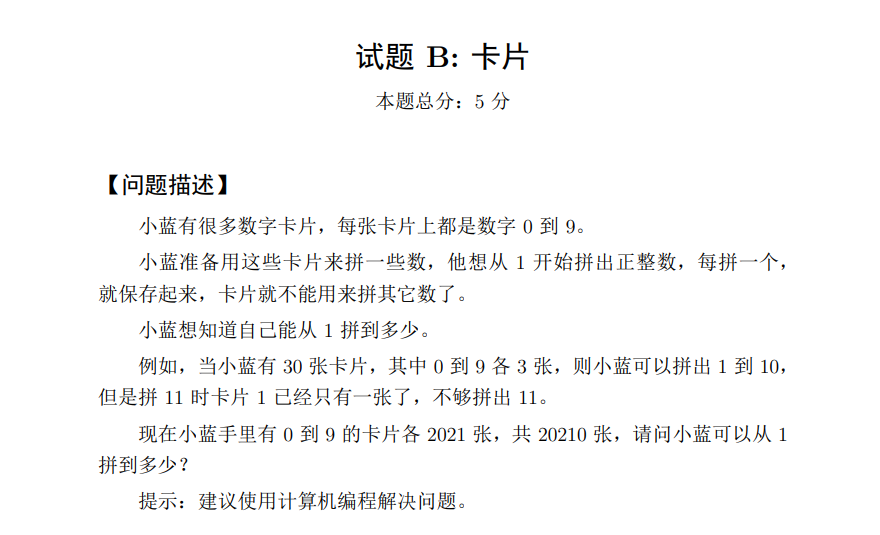 试题 B: 卡片
本题总分：5 分
【问题描述】
小蓝有很多数字卡片，每张卡片上都是数字 0 到 9。
小蓝准备用这些卡片来拼一些数，他想从 1 开始拼出正整数，每拼一个，
就保存起来，卡片就不能用来拼其它数了。
小蓝想知道自己能从 1 拼到多少。
例如，当小蓝有 30 张卡片，其中 0 到 9 各 3 张，则小蓝可以拼出 1 到 10，
但是拼 11 时卡片 1 已经只有一张了，不够拼出 11。
现在小蓝手里有 0 到 9 的卡片各 2021 张，共 20210 张，请问小蓝可以从 1
拼到多少？
提示：建议使用计算机编程解决问题。